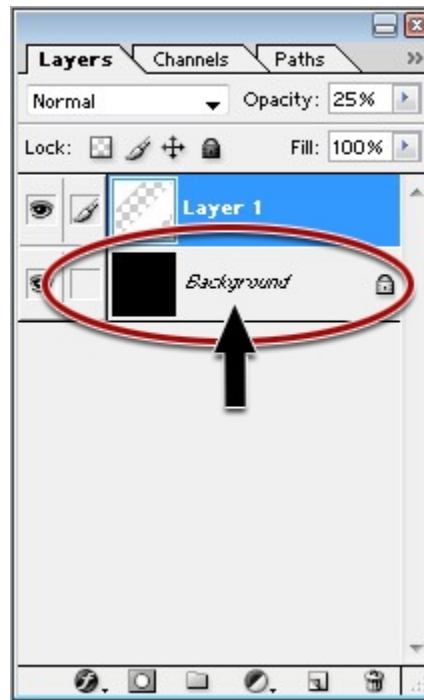 Layers Channels Paths
Normal Opacity: 25%
Lock: Fill: 100%
Layer 1
Background